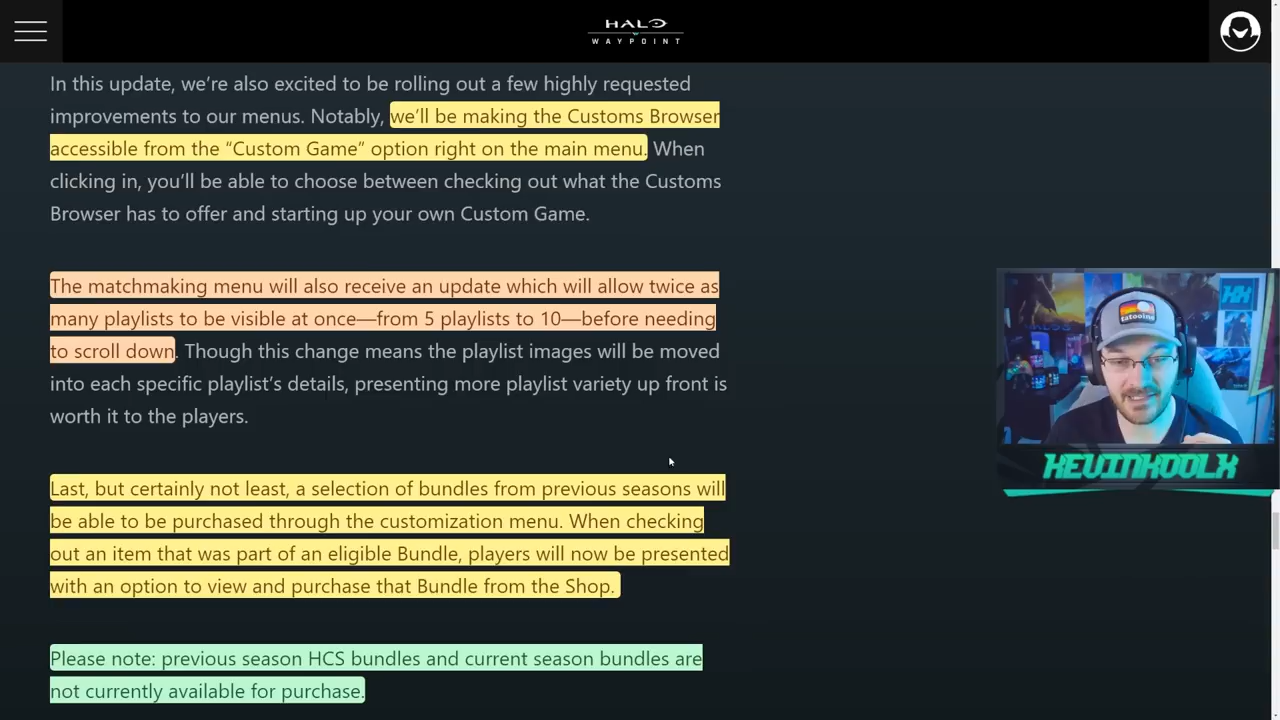 HALO
WAYPOINT
In this update, we’re also excited to be rolling out a few highly requested
improvements to our menus. Notably, we’ll be making the Customs Browser
accessible from the “Custom Game” option right on the main menu. When
clicking in, you’ll be able to choose between checking out what the Customs
Browser has to offer and starting up your own Custom Game.
The matchmaking menu will also receive an update which will allow twice as
many playlists to be visible at once—from 5 playlists to 10—before needing
to scroll down. Though this change means the playlist images will be moved
into each specific playlist’s details, presenting more playlist variety up front is
worth it to the players.
tatooine
KEVINKOOLX
Last, but certainly not least, a selection of bundles from previous seasons will
be able to be purchased through the customization menu. When checking
out an item that was part of an eligible Bundle, players will now be presented
with an option to view and purchase that Bundle from the Shop.
Please note: previous season HCS bundles and current season bundles are
not currently available for purchase.